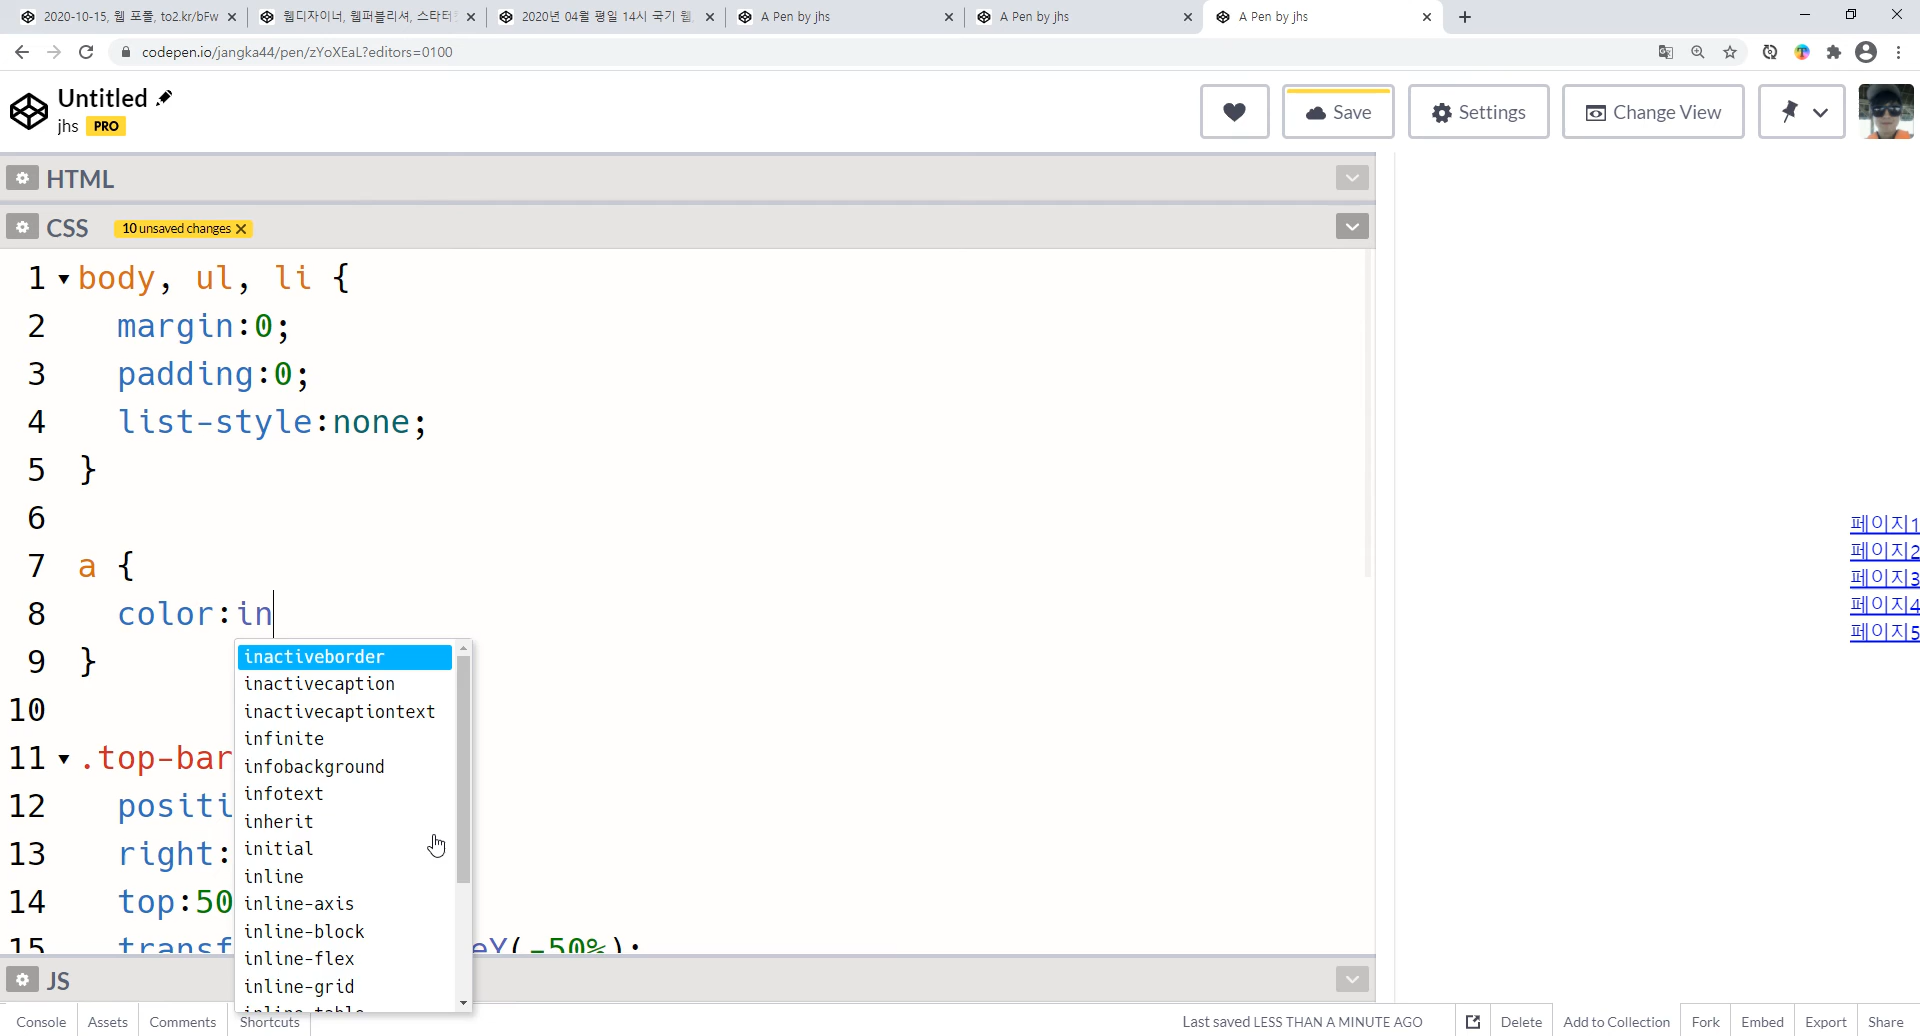 2020-10-15, 웹 포폴, to2.kr/bFw
웹디자이너, 웹퍼블리셔, 스타터
2020년 04월 평일 14시 국기 웹,
A Pen by jhs
A Pen by jhs
A Pen by jhs
codepen.io/jangka44/pen/zYoXEaL?editors=0100
Untitled
jhs PRO
Save
Settings
Change View
HTML
CSS 10 unsaved changes
1 body, ul, li {
2 margin:0;
3 padding:0;
4 list-style:none;
5 }
6
7 a {
8 color:in
9 }
10
11 .top-bar
12 positi
13 right:
14 top:50
15 transf eY(-50%);
inactiveborder
inactivecaption
inactivecaptiontext
infinite
infobackground
infotext
inherit
initial
inline
inline-axis
inline-block
inline-flex
inline-grid
inline-table
페이지1
페이지2
페이지3
페이지4
페이지5
JS
Console
Assets
Comments
Shortcuts
Last saved LESS THAN A MINUTE AGO
Delete
Add to Collection
Fork
Embed
Export
Share